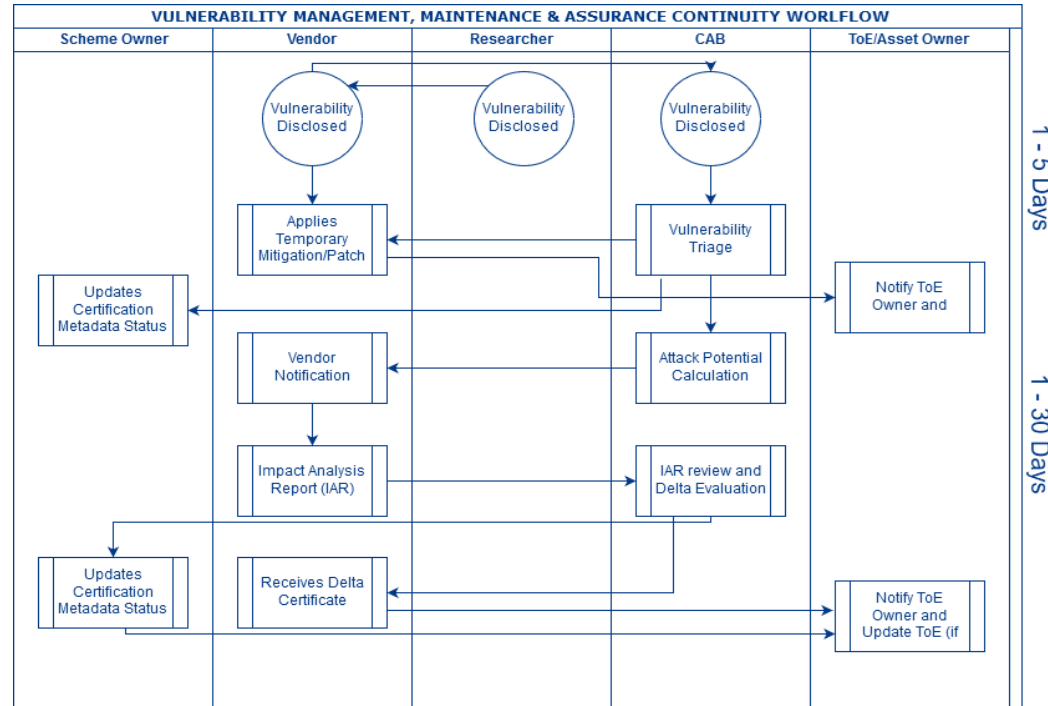 VULNERABILITY MANAGEMENT, MAINTENANCE & ASSURANCE CONTINUITY WORLFLOW
Scheme Owner
Vendor
Researcher
CAB
ToE/Asset Owner
Vulnerability
Disclosed
Vulnerability
Disclosed
Vulnerability
Disclosed
1 - 5 Days
Applies
Temporary
Mitigation/Patch
Vulnerability
Triage
Updates
Certification
Metadata Status
Notify ToE
Owner and
Vendor
Notification
Attack Potential
Calculation
1 - 30 Days
Impact Analysis
Report (IAR)
IAR review and
Delta Evaluation
Updates
Certification
Metadata Status
Receives Delta
Certificate
Notify ToE
Owner and
Update ToE (if